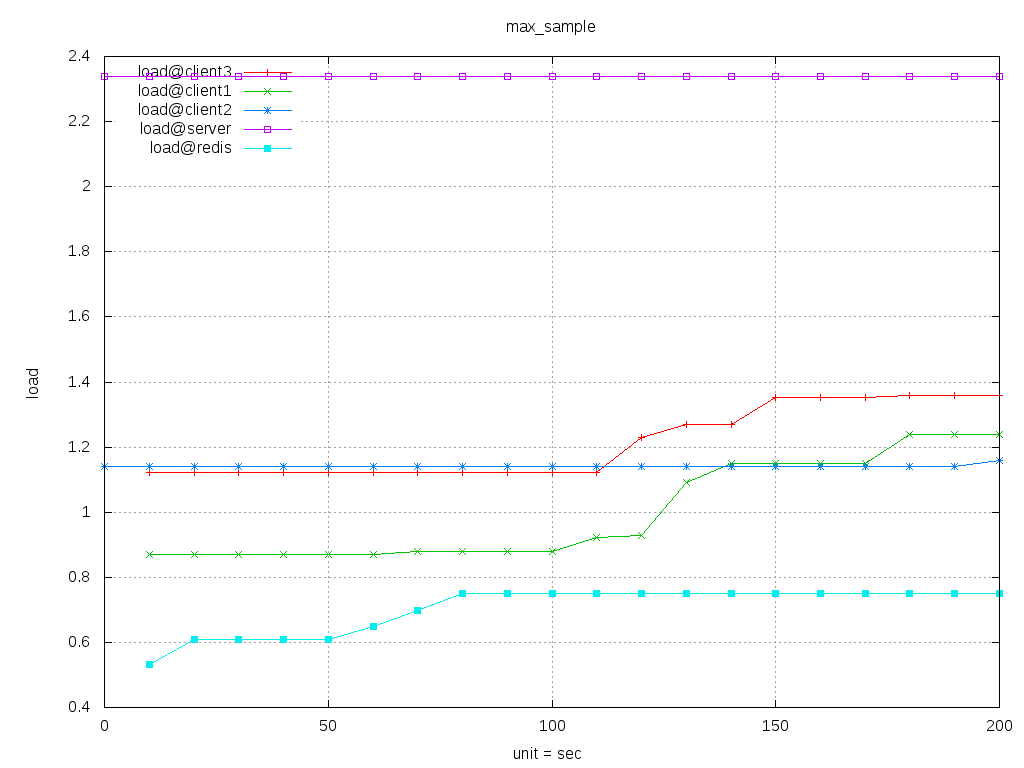 max_sample
2.4
2.2
2
1.8
1.6
1.4
1.2
1
0.8
0.6
0.4
load
load@client3
load@client1
load@client2
load@server
load@redis
0 50 100 150 200
unit = sec